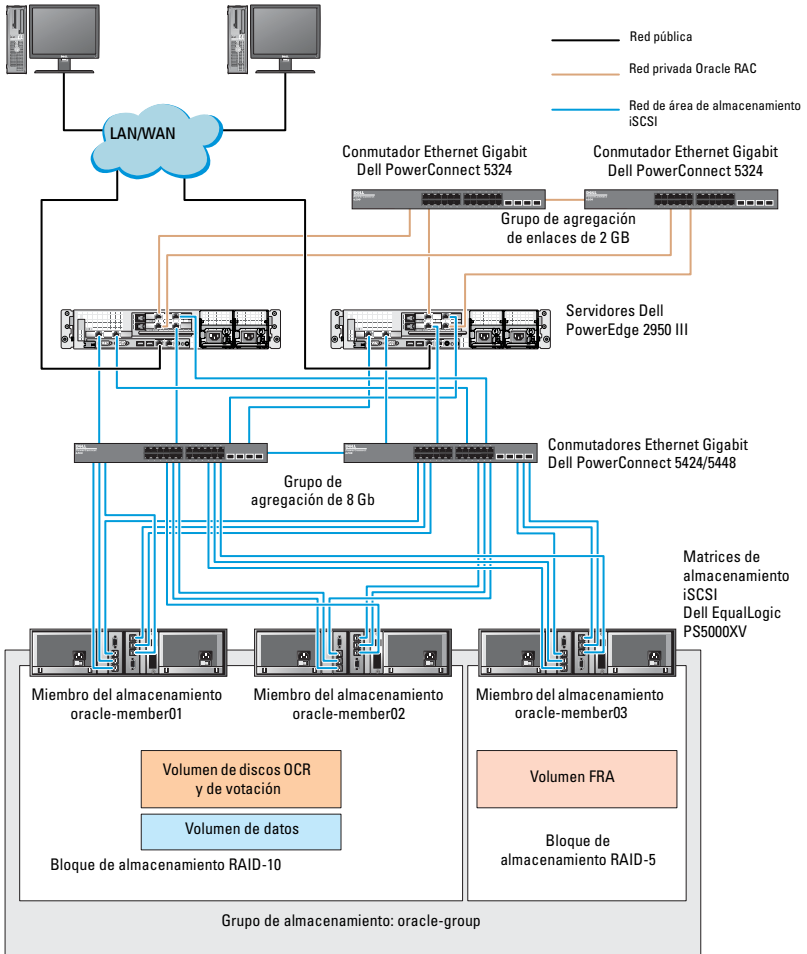 Red pública
Red privada Oracle RAC
Red de área de almacenamiento
iSCSI
LAN/WAN
Conmutador Ethernet Gigabit
Dell PowerConnect 5324
Conmutador Ethernet Gigabit
Dell PowerConnect 5324
Grupo de agregación
de enlaces de 2 GB
Servidores Dell
PowerEdge 2950 III
Conmutadores Ethernet Gigabit
Dell PowerConnect 5424/5448
Grupo de
agregación de 8 Gb
Matrices de
almacenamiento
iSCSI
Dell EqualLogic
PS5000XV
Miembro del almacenamiento
oracle-member01
Miembro del almacenamiento
oracle-member02
Miembro del almacenamiento
oracle-member03
Volumen de discos OCR
y de votación
Volumen de datos
Bloque de almacenamiento RAID-10
Volumen FRA
Bloque de
almacenamiento RAID-5
Grupo de almacenamiento: oracle-group